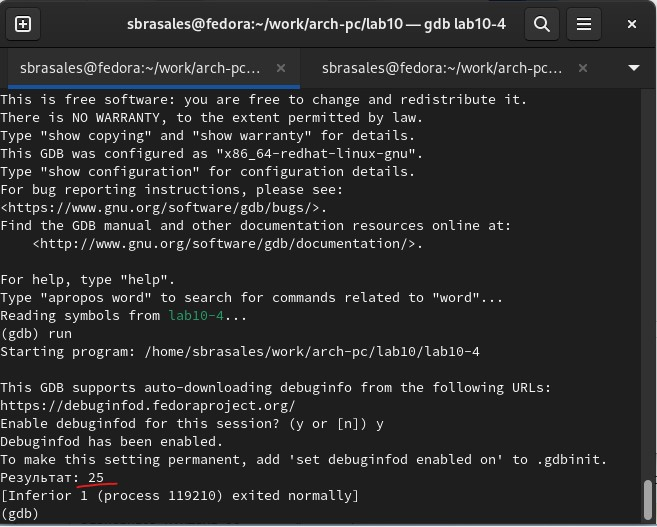 sbrasales@fedora:~/work/arch-pc/lab10 — gdb lab10-4
sbrasales@fedora:~/work/arch-pc... sbrasales@fedora:~/work/arch-pc...
This is free software: you are free to change and redistribute it.
There is NO WARRANTY, to the extent permitted by law.
Type "show copying" and "show warranty" for details.
This GDB was configured as "x86_64-redhat-linux-gnu".
Type "show configuration" for configuration details.
For bug reporting instructions, please see:
<https://www.gnu.org/software/gdb/bugs/>.
Find the GDB manual and other documentation resources online at:
    <http://www.gnu.org/software/gdb/documentation/>.
For help, type "help".
Type "apropos word" to search for commands related to "word"...
Reading symbols from lab10-4...
(gdb) run
Starting program: /home/sbrasales/work/arch-pc/lab10/lab10-4
This GDB supports auto-downloading debuginfo from the following URLs:
https://debuginfod.fedoraproject.org/
Enable debuginfod for this session? (y or [n]) y
Debuginfod has been enabled.
To make this setting permanent, add 'set debuginfod enabled on' to .gdbinit.
Результат: 25
[Inferior 1 (process 119210) exited normally]
(gdb)